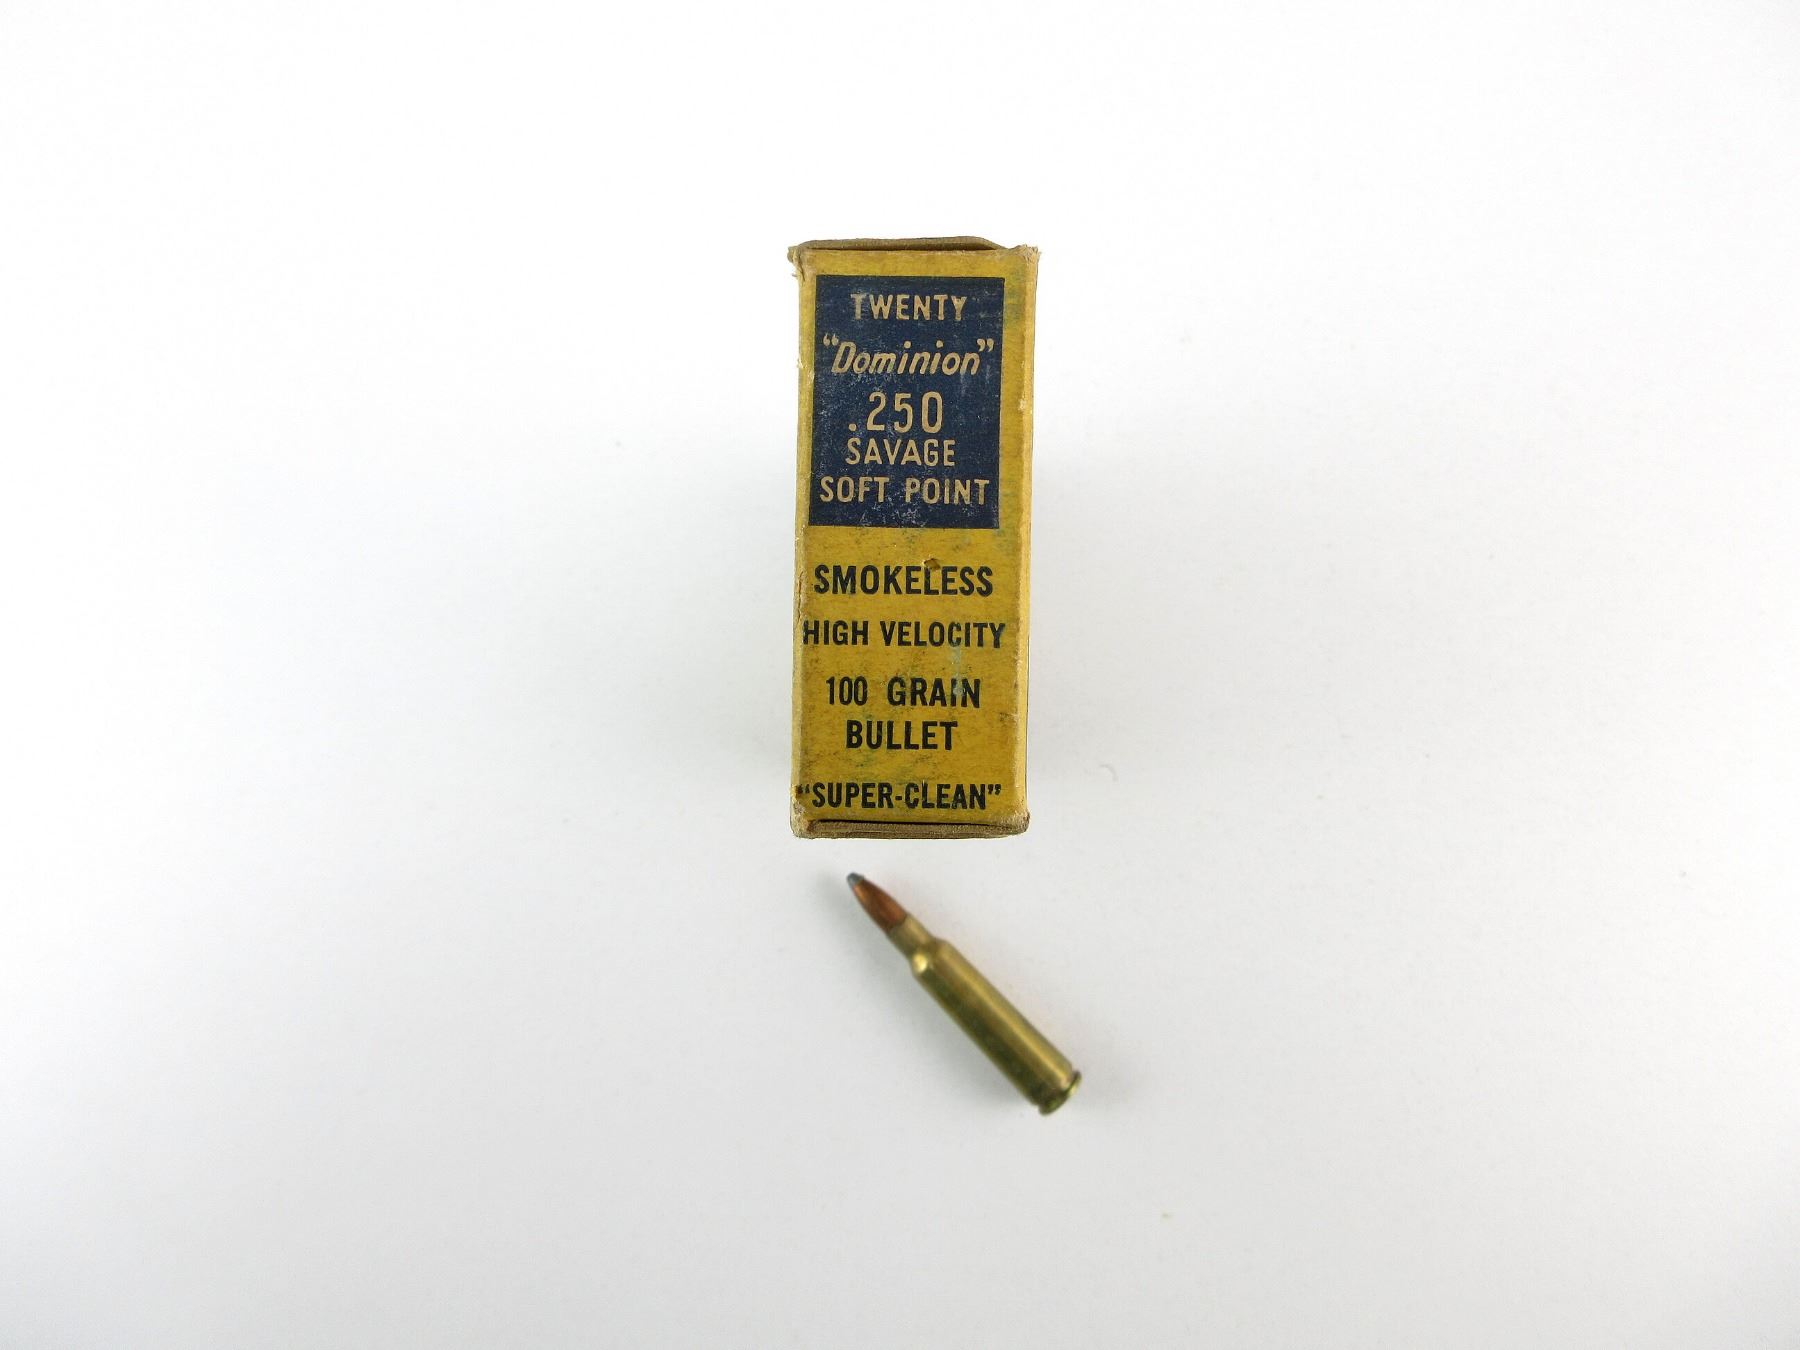 TWENTY
"Dominion"
.250
SAVAGE
SOFT POINT
SMOKELESS
HIGH VELOCITY
100 GRAIN
BULLET
"SUPER-CLEAN"